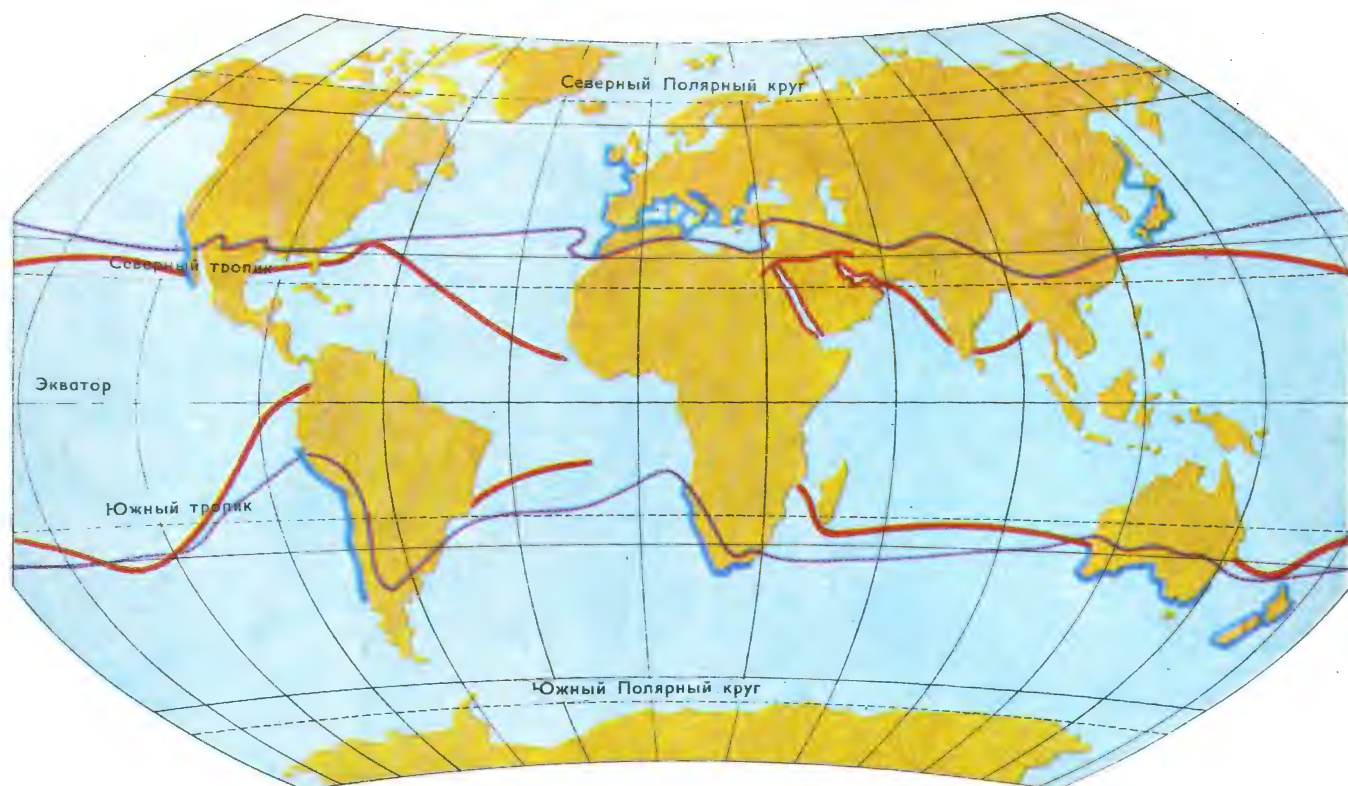 Северный Полярный круг
Северный тропик
Экватор
Южный тропик
Южный Полярный круг